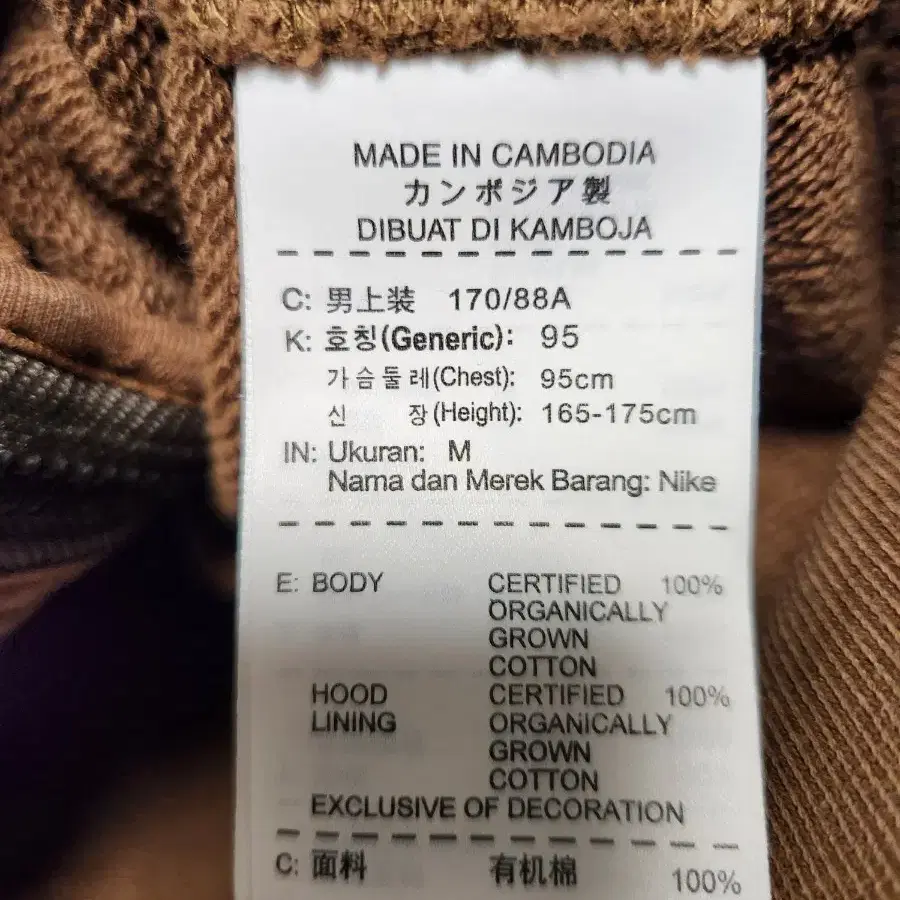 MADE IN CAMBODIA
カンボジア製
DIBUAT DI KAMBOJA
C: 男上装 170/88A
K: 호칭(Generic): 95
가슴둘레(Chest): 95cm
신 장(Height): 165-175cm
IN: Ukuran: M
Nama dan Merek Barang: Nike
E: BODY CERTIFIED 100%
ORGANICALLY
GROWN
COTTON
HOOD CERTIFIED 100%
LINING ORGANICALLY
GROWN
COTTON
EXCLUSIVE OF DECORATION
C: 面料 有机棉 100%